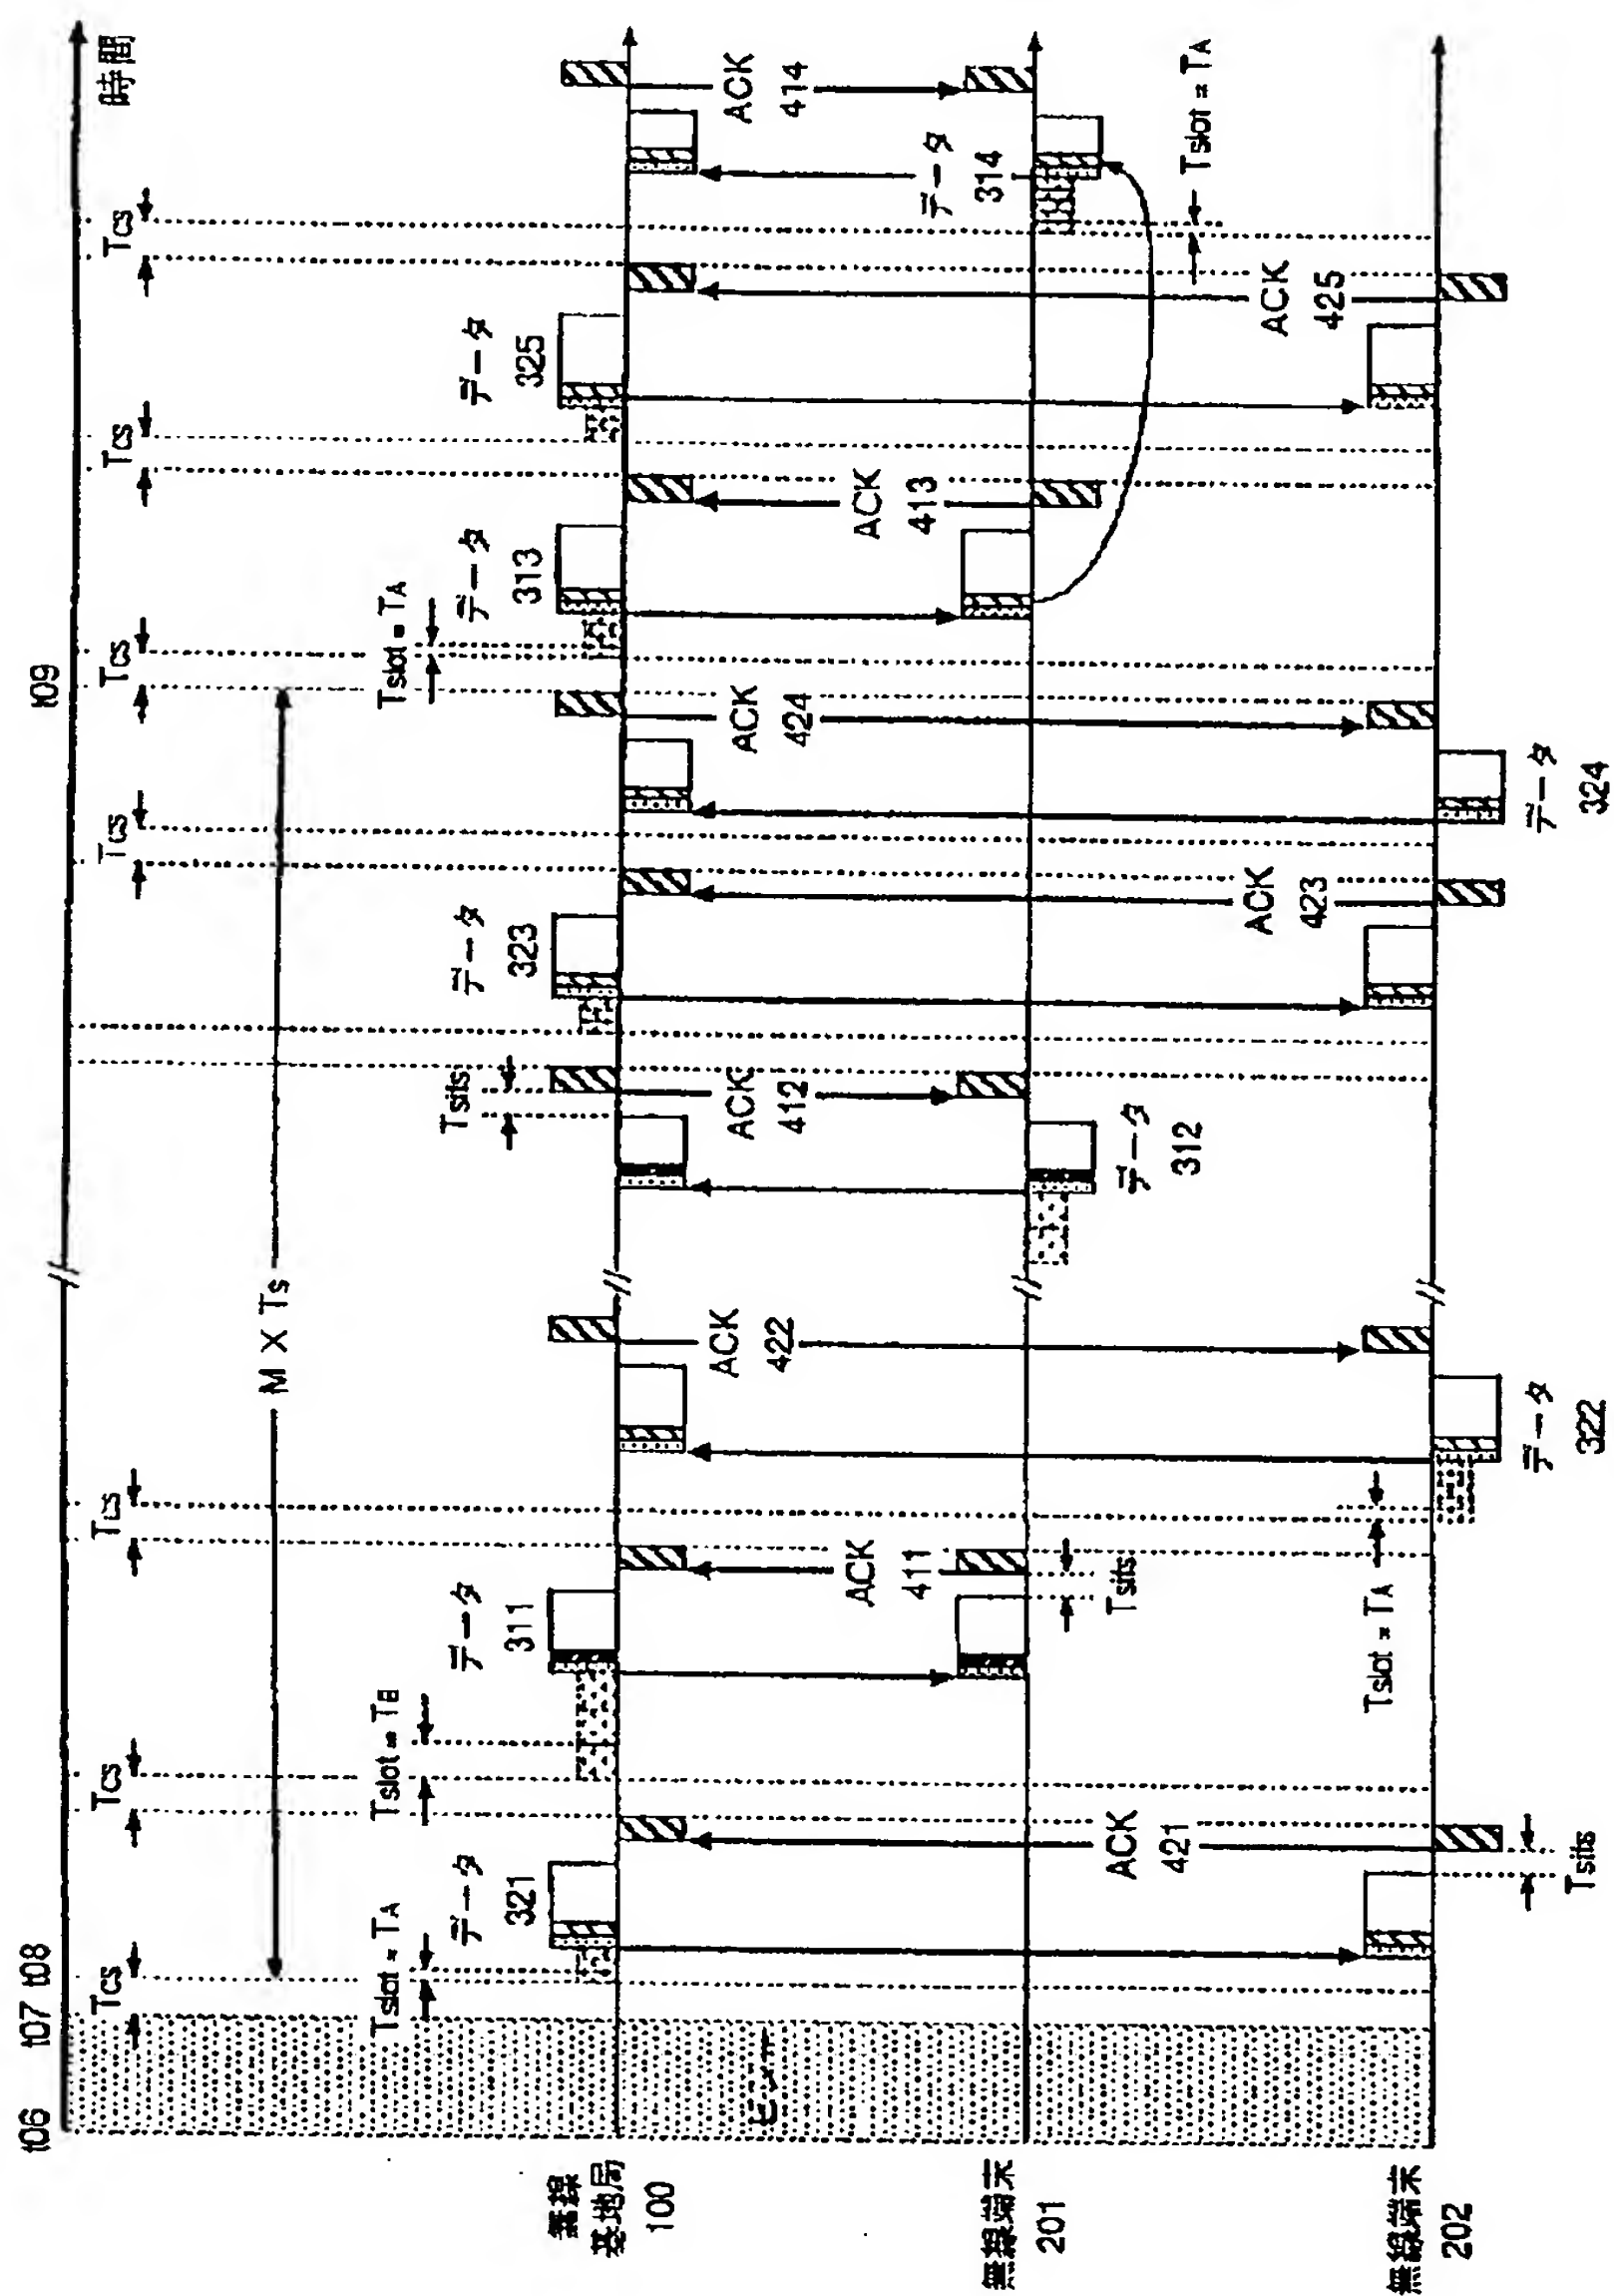 t06 t07 t08
t09
時間
Tcs
Tcs
Tcs
Tcs
Tcs
Tcs
Tcs
M X Ts
Tslot = TA
Tslot = TB
Tsifs
Tslot = TA
データ
321
データ
311
データ
323
データ
313
データ
325
無線
基地局
100
ACK
422
ACK
412
ACK
424
ACK
414
ビーコン
ACK
411
ACK
413
データ
314
無線端末
201
Tsifs
データ
312
Tslot = TA
ACK
421
ACK
423
ACK
425
Tslot = TA
無線端末
202
Tsifs
データ
322
データ
324